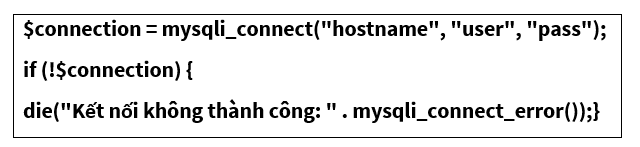 $connection = mysqli_connect("hostname", "user", "pass");
if (!$connection) {
die("Kết nối không thành công: " . mysqli_connect_error());}